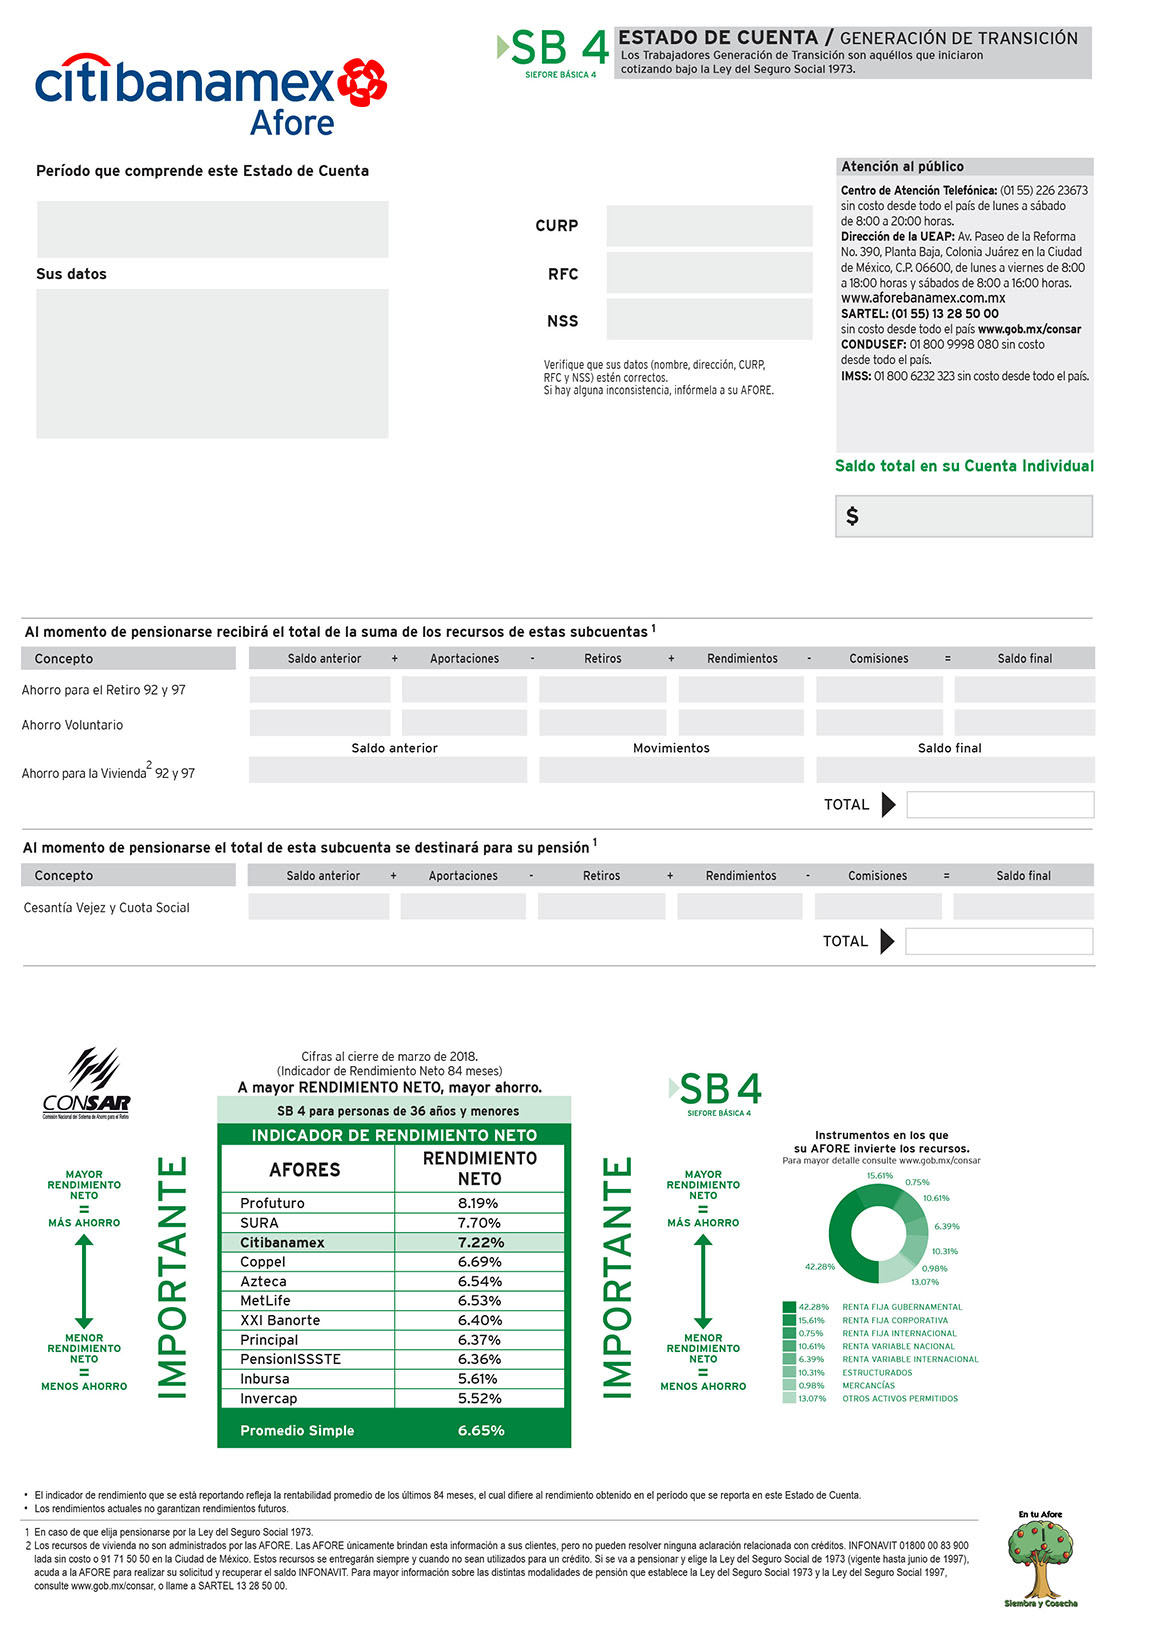 citibanamex
Afore
SB 4
SIEFORE BÁSICA 4
ESTADO DE CUENTA / GENERACIÓN DE TRANSICIÓN
Los Trabajadores Generación de Transición son aquéllos que iniciaron
cotizando bajo la Ley del Seguro Social 1973.
Período que comprende este Estado de Cuenta
Sus datos
CURP
RFC
NSS
Verifique que sus datos (nombre, dirección, CURP,
RFC y NSS) estén correctos.
Si hay alguna inconsistencia, infórmela a su AFORE.
Atención al público
Centro de Atención Telefónica: (01 55) 226 23673
sin costo desde todo el país de lunes a sábado
de 8:00 a 20:00 horas.
Dirección de la UEAP: Av. Paseo de la Reforma
No. 390, Planta Baja, Colonia Juárez en la Ciudad
de México, C.P. 06600, de lunes a viernes de 8:00
a 18:00 horas y sábados de 8:00 a 16:00 horas.
www.aforebanamex.com.mx
SARTEL: (01 55) 13 28 50 00
sin costo desde todo el país www.gob.mx/consar
CONDUSEF: 01 800 9998 080 sin costo
desde todo el país.
IMSS: 01 800 6232 323 sin costo desde todo el país.
Saldo total en su Cuenta Individual
$
Al momento de pensionarse recibirá el total de la suma de los recursos de estas subcuentas 1
Concepto Saldo anterior + Aportaciones - Retiros + Rendimientos - Comisiones = Saldo final
Ahorro para el Retiro 92 y 97
Ahorro Voluntario
Saldo anterior Movimientos Saldo final
Ahorro para la Vivienda 2 92 y 97
TOTAL
Al momento de pensionarse el total de esta subcuenta se destinará para su pensión 1
Concepto Saldo anterior + Aportaciones - Retiros + Rendimientos - Comisiones = Saldo final
Cesantía Vejez y Cuota Social
TOTAL
CONSAR
Comisión Nacional del Sistema de Ahorro para el Retiro
MAYOR
RENDIMIENTO
NETO
=
MÁS AHORRO
MENOR
RENDIMIENTO
NETO
=
MENOS AHORRO
IMPORTANTE
Cifras al cierre de marzo de 2018.
(Indicador de Rendimiento Neto 84 meses)
A mayor RENDIMIENTO NETO, mayor ahorro.
SB 4 para personas de 36 años y menores
INDICADOR DE RENDIMIENTO NETO
AFORES RENDIMIENTO NETO
Profuturo 8.19%
SURA 7.70%
Citibanamex 7.22%
Coppel 6.69%
Azteca 6.54%
MetLife 6.53%
XXI Banorte 6.40%
Principal 6.37%
PensionISSSTE 6.36%
Inbursa 5.61%
Invercap 5.52%
Promedio Simple 6.65%
IMPORTANTE
SB 4
SIEFORE BÁSICA 4
MAYOR
RENDIMIENTO
NETO
=
MÁS AHORRO
MENOR
RENDIMIENTO
NETO
=
MENOS AHORRO
Instrumentos en los que
su AFORE invierte los recursos.
Para mayor detalle consulte www.gob.mx/consar
15.61%
0.75%
10.61%
6.39%
10.31%
0.98%
13.07%
42.28%
42.28% RENTA FIJA GUBERNAMENTAL
15.61% RENTA FIJA CORPORATIVA
0.75% RENTA FIJA INTERNACIONAL
10.61% RENTA VARIABLE NACIONAL
6.39% RENTA VARIABLE INTERNACIONAL
10.31% ESTRUCTURADOS
0.98% MERCANCÍAS
13.07% OTROS ACTIVOS PERMITIDOS
• El indicador de rendimiento que se está reportando refleja la rentabilidad promedio de los últimos 84 meses, el cual difiere al rendimiento obtenido en el período que se reporta en este Estado de Cuenta.
• Los rendimientos actuales no garantizan rendimientos futuros.
1 En caso de que elija pensionarse por la Ley del Seguro Social 1973.
2 Los recursos de vivienda no son administrados por las AFORE. Las AFORE únicamente brindan esta información a sus clientes, pero no pueden resolver ninguna aclaración relacionada con créditos. INFONAVIT 01800 00 83 900
lada sin costo o 91 71 50 50 en la Ciudad de México. Estos recursos se entregarán siempre y cuando no sean utilizados para un crédito. Si se va a pensionar y elige la Ley del Seguro Social de 1973 (vigente hasta junio de 1997),
acuda a la AFORE para realizar su solicitud y recuperar el saldo INFONAVIT. Para mayor información sobre las distintas modalidades de pensión que establece la Ley del Seguro Social 1973 y la Ley del Seguro Social 1997,
consulte www.gob.mx/consar, o llame a SARTEL 13 28 50 00.
En tu Afore
Siembra y Cosecha